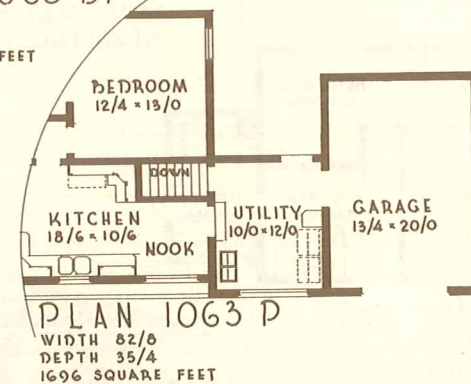 FEET
BEDROOM
12/4 × 13/0
DOWN
KITCHEN
18/6 × 10/6
NOOK
UTILITY
10/0×12/0
GARAGE
13/4 × 20/0
PLAN 1063 P
WIDTH 82/8
DEPTH 35/4
1696 SQUARE FEET